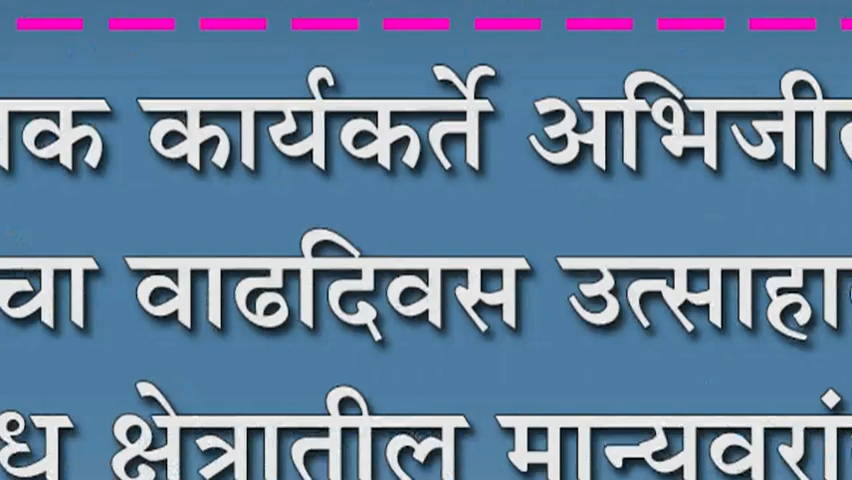 कार्यकर्ते अभिजीत
चा वाढदिवस उत्साहा
क्षेत्रातील मान्यवरां